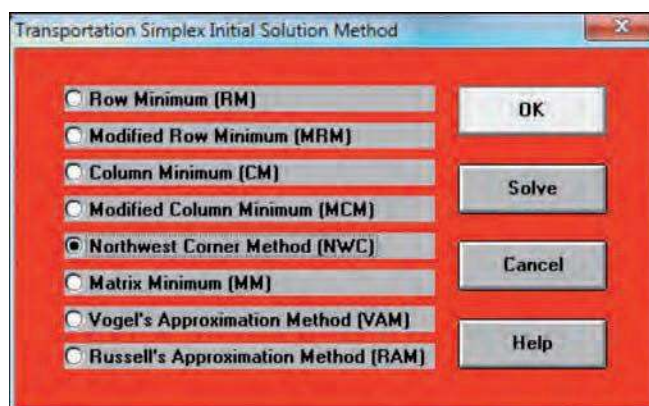 Transportation Simplex Initial Solution Method
Row Minimum (RM)
Modified Row Minimum (MRM)
Column Minimum (CM)
Modified Column Minimum (MCM)
Northwest Corner Method (NWC)
Matrix Minimum (MM)
Vogel's Approximation Method (VAM)
Russell's Approximation Method (RAM)
OK
Solve
Cancel
Help